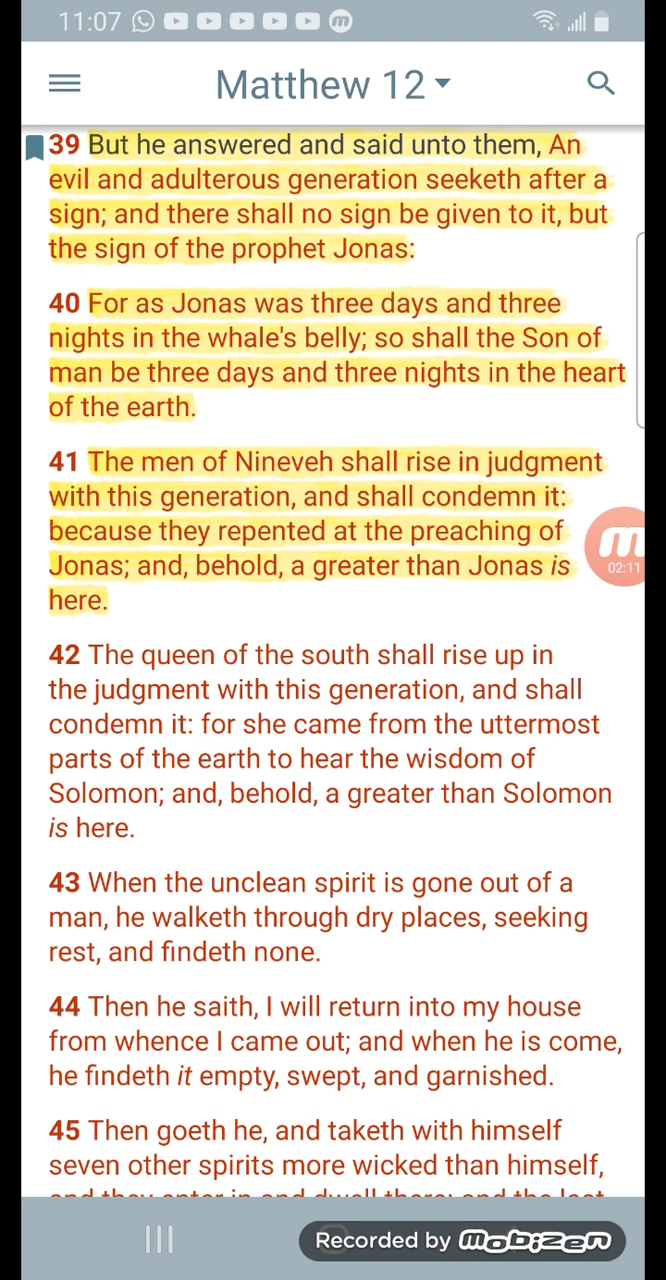 11:07
Matthew 12
39 But he answered and said unto them, An
evil and adulterous generation seeketh after a
sign; and there shall no sign be given to it, but
the sign of the prophet Jonas:
40 For as Jonas was three days and three
nights in the whale's belly; so shall the Son of
man be three days and three nights in the heart
of the earth.
41 The men of Nineveh shall rise in judgment
with this generation, and shall condemn it:
because they repented at the preaching of
Jonas; and, behold, a greater than Jonas is
here.
m
02:11
42 The queen of the south shall rise up in
the judgment with this generation, and shall
condemn it: for she came from the uttermost
parts of the earth to hear the wisdom of
Solomon; and, behold, a greater than Solomon
is here.
43 When the unclean spirit is gone out of a
man, he walketh through dry places, seeking
rest, and findeth none.
44 Then he saith, I will return into my house
from whence I came out; and when he is come,
he findeth it empty, swept, and garnished.
45 Then goeth he, and taketh with himself
seven other spirits more wicked than himself,
and they enter in and dwell there: and the last
Recorded by mobizen